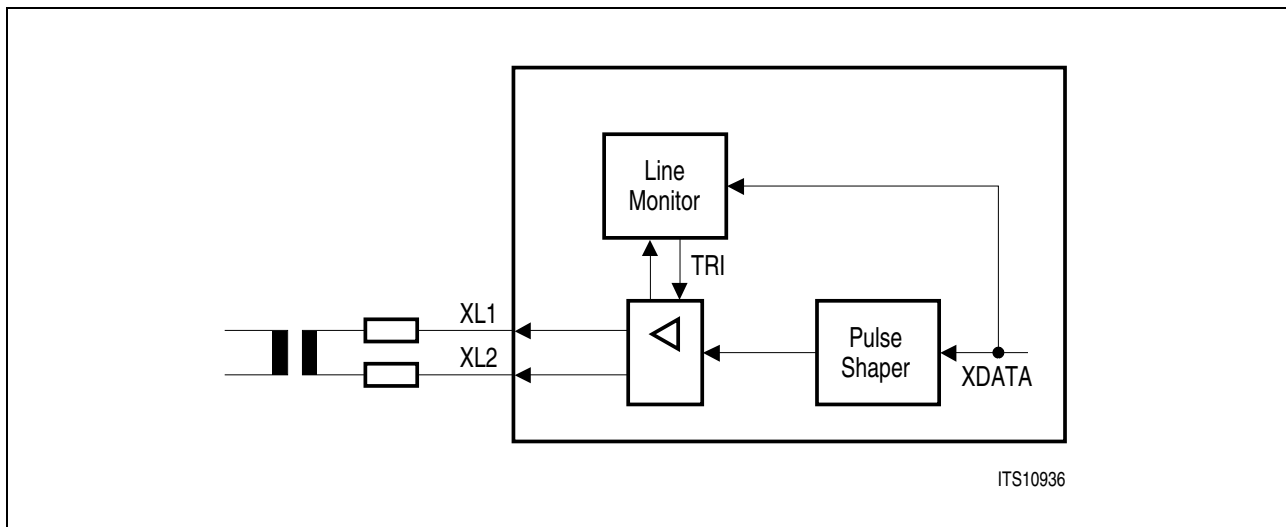 Line
Monitor
TRI
XL1
XL2
Pulse
Shaper
XDATA
ITS10936